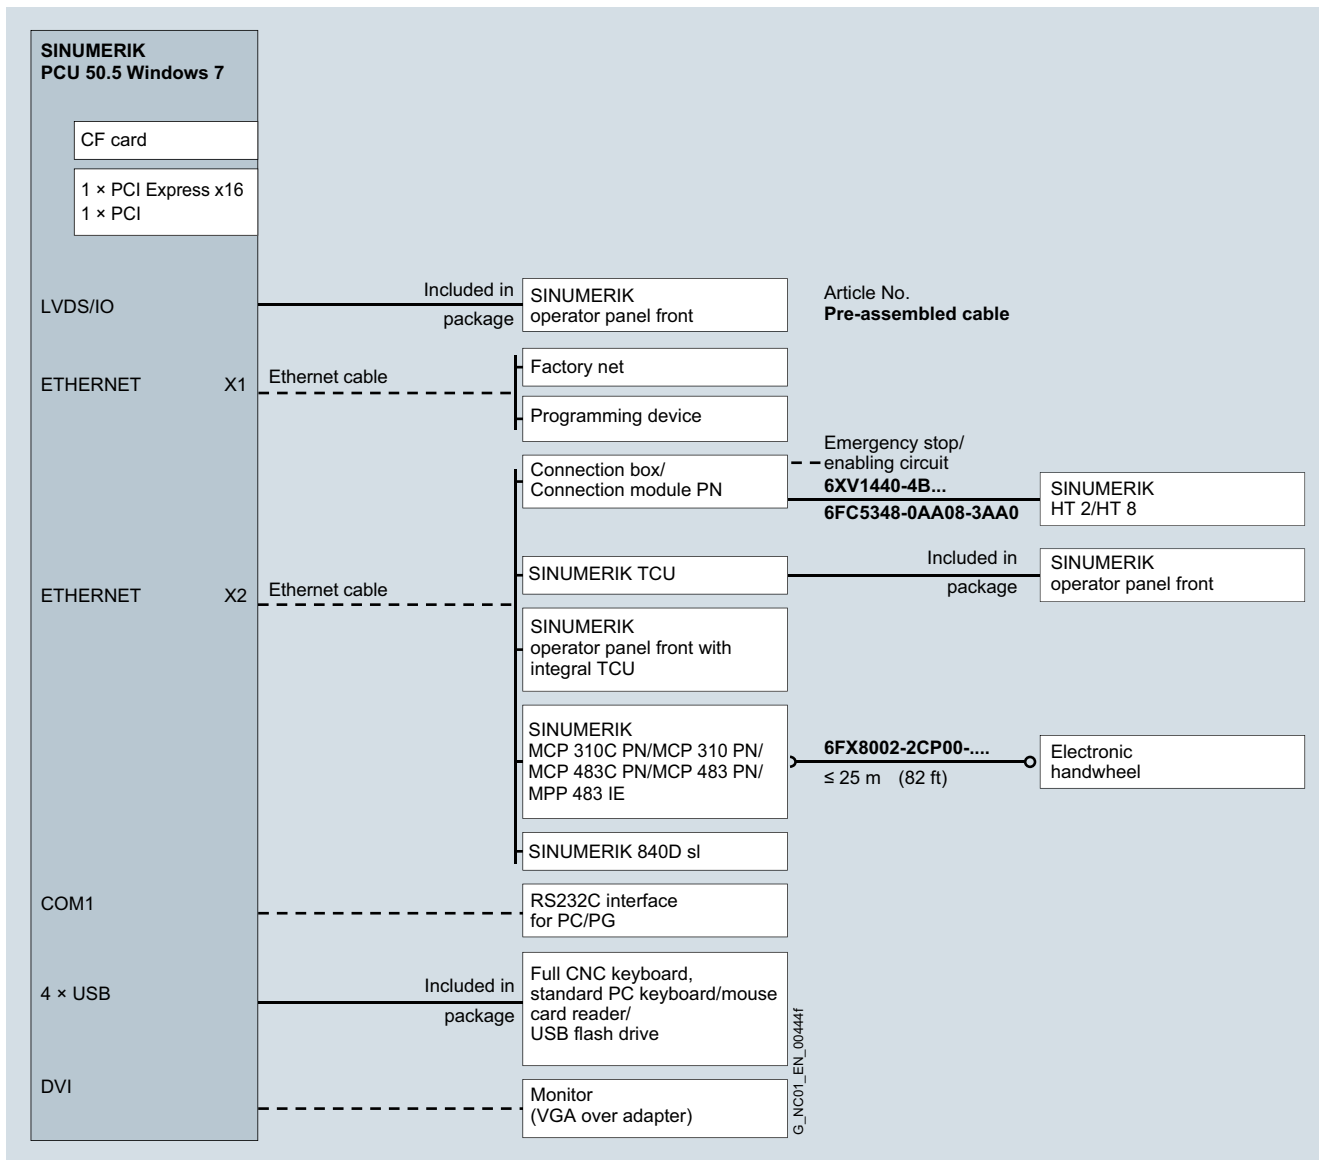 SINUMERIK
PCU 50.5 Windows 7
CF card
1 × PCI Express x16
1 × PCI
LVDS/IO
Included in
package
SINUMERIK
operator panel front
Article No.
Pre-assembled cable
ETHERNET X1
Ethernet cable
Factory net
Programming device
Connection box/
Connection module PN
Emergency stop/
enabling circuit
6XV1440-4B...
6FC5348-0AA08-3AA0
SINUMERIK
HT 2/HT 8
ETHERNET X2
Ethernet cable
SINUMERIK TCU
Included in
package
SINUMERIK
operator panel front
SINUMERIK
operator panel front with
integral TCU
SINUMERIK
MCP 310C PN/MCP 310 PN/
MCP 483C PN/MCP 483 PN/
MPP 483 IE
6FX8002-2CP00-....
≤ 25 m (82 ft)
Electronic
handwheel
SINUMERIK 840D sl
COM1
RS232C interface
for PC/PG
4 × USB
Included in
package
Full CNC keyboard,
standard PC keyboard/mouse
card reader/
USB flash drive
DVI
Monitor
(VGA over adapter)
G_NC01_EN_00444f